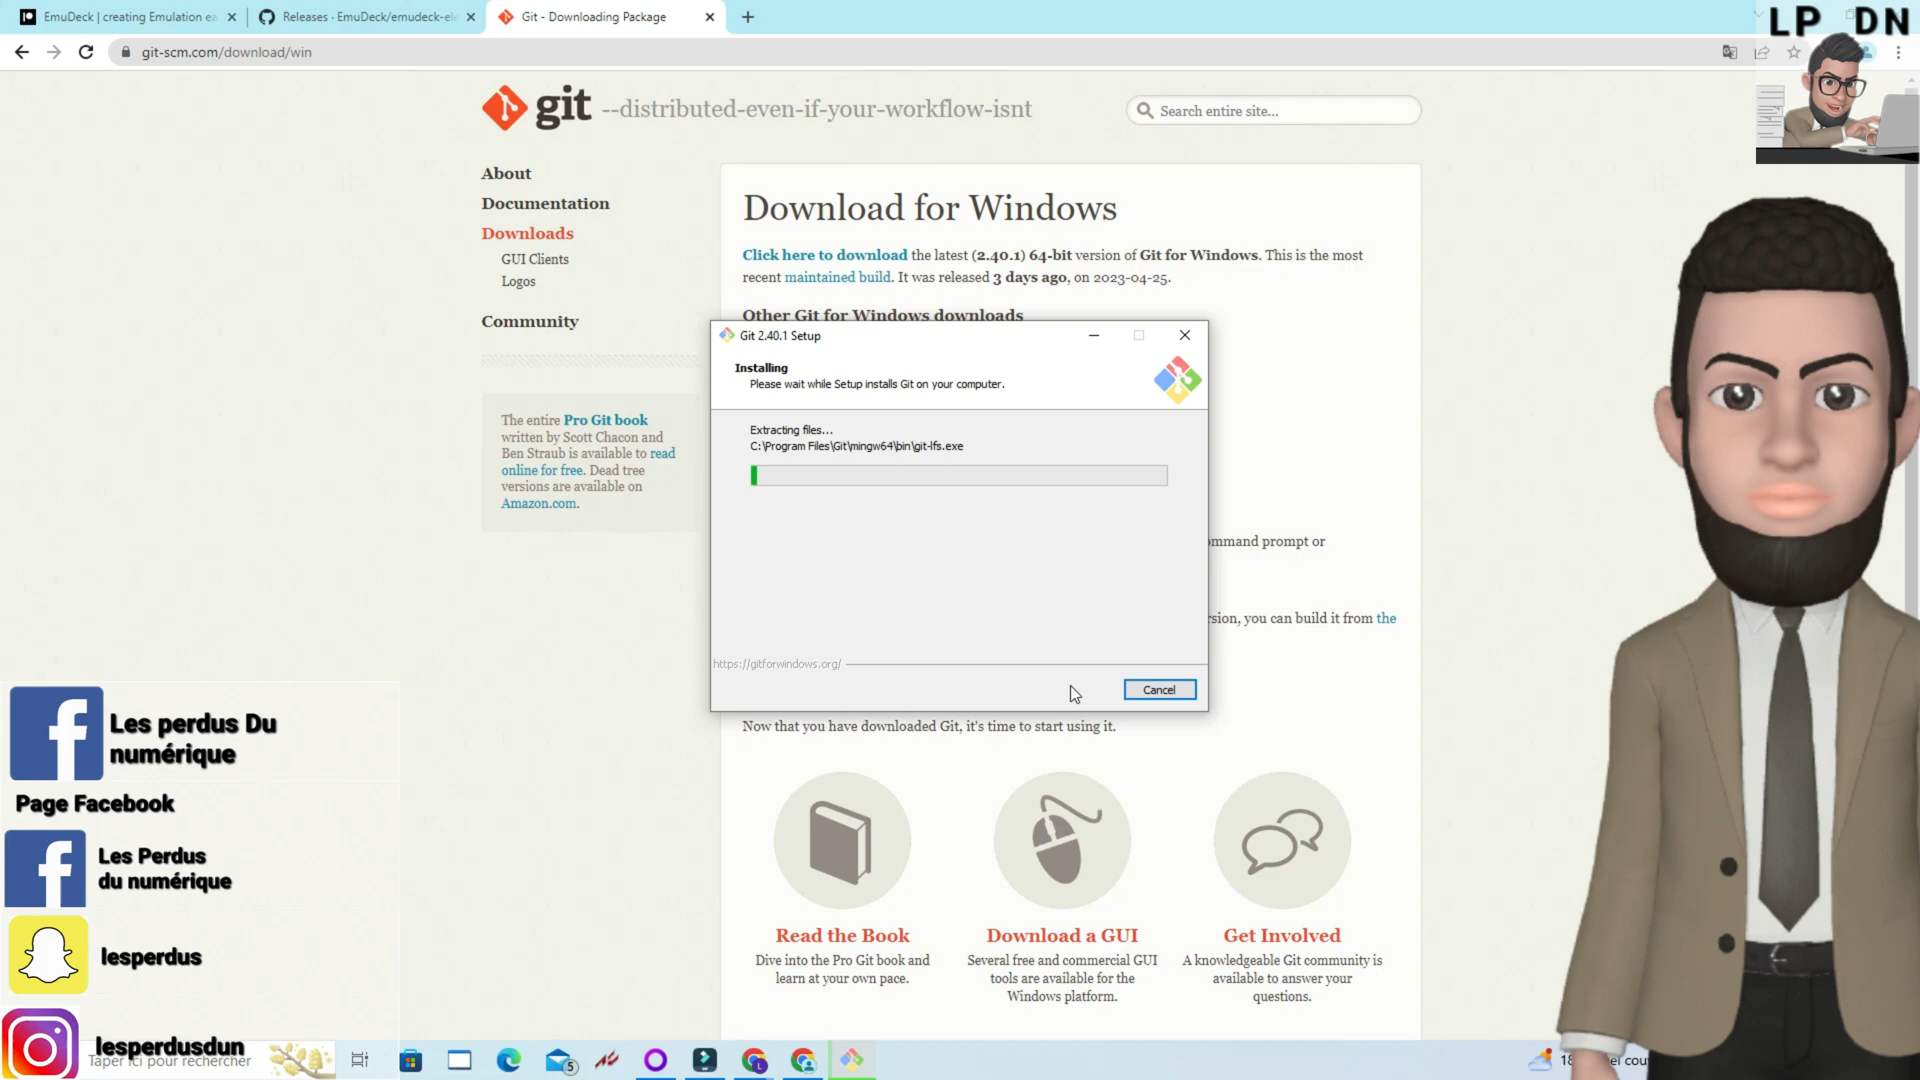 EmuDeck | creating Emulation ea
Releases · EmuDeck/emudeck-ele
Git - Downloading Package
git-scm.com/download/win
LP DN
git --distributed-even-if-your-workflow-isnt
Search entire site...
About
Documentation
Downloads
GUI Clients
Logos
Community
The entire Pro Git book
written by Scott Chacon and
Ben Straub is available to read
online for free. Dead tree
versions are available on
Amazon.com.
Download for Windows
Click here to download the latest (2.40.1) 64-bit version of Git for Windows. This is the most
recent maintained build. It was released 3 days ago, on 2023-04-25.
Other Git for Windows downloads
Git 2.40.1 Setup
Installing
Please wait while Setup installs Git on your computer.
Extracting files...
C:\Program Files\Git\mingw64\bin\git-lfs.exe
https://gitforwindows.org/
Cancel
ommand prompt or
rsion, you can build it from the
Now that you have downloaded Git, it's time to start using it.
Read the Book
Dive into the Pro Git book and
learn at your own pace.
Download a GUI
Several free and commercial GUI
tools are available for the
Windows platform.
Get Involved
A knowledgeable Git community is
available to answer your
questions.
Les perdus Du
numérique
Page Facebook
Les Perdus
du numérique
lesperdus
lesperdusdun
Taper ici pour rechercher
5
L